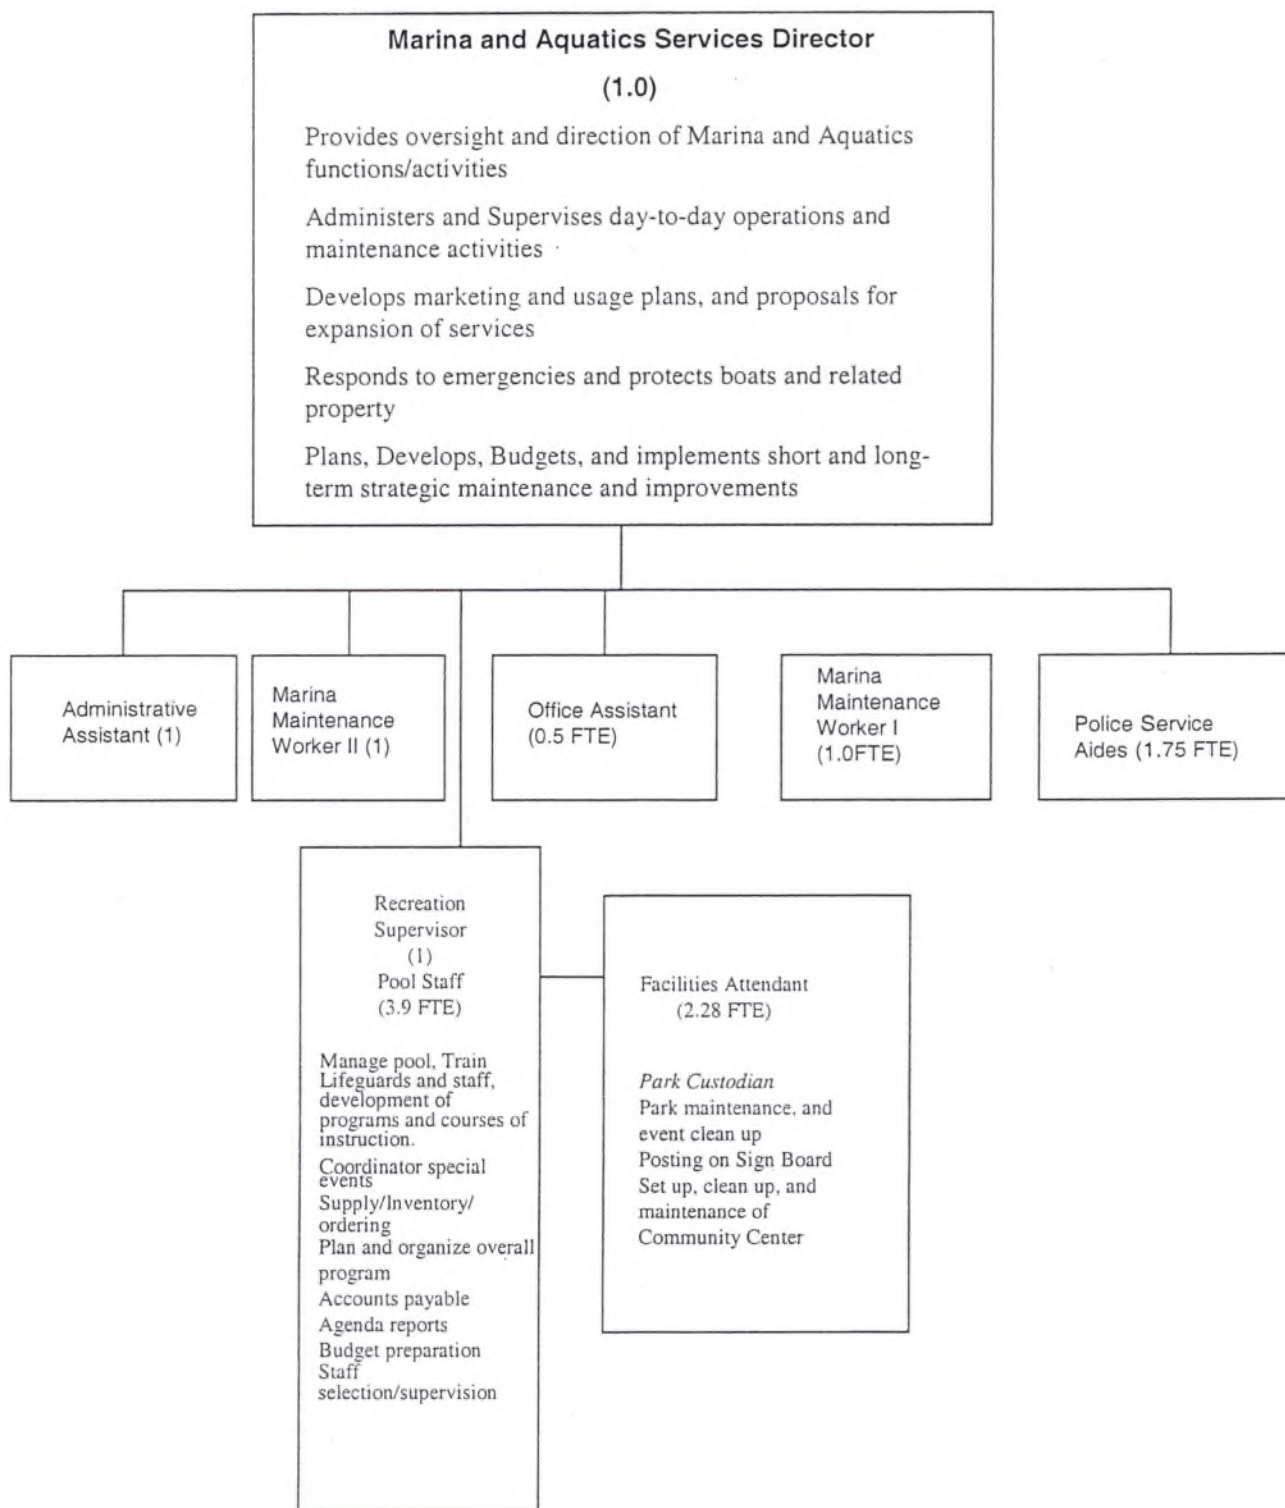 Marina and Aquatics Services Director
(1.0)
Provides oversight and direction of Marina and Aquatics
functions/activities
Administers and Supervises day-to-day operations and
maintenance activities
Develops marketing and usage plans, and proposals for
expansion of services
Responds to emergencies and protects boats and related
property
Plans, Develops, Budgets, and implements short and long-
term strategic maintenance and improvements
Administrative
Assistant (1)
Marina
Maintenance
Worker II (1)
Office Assistant
(0.5 FTE)
Marina
Maintenance
Worker I
(1.0FTE)
Police Service
Aides (1.75 FTE)
Recreation
Supervisor
(1)
Pool Staff
(3.9 FTE)
Manage pool, Train
Lifeguards and staff,
development of
programs and courses of
instruction.
Coordinator special
events
Supply/Inventory/
ordering
Plan and organize overall
program
Accounts payable
Agenda reports
Budget preparation
Staff
selection/supervision
Facilities Attendant
(2.28 FTE)
Park Custodian
Park maintenance, and
event clean up
Posting on Sign Board
Set up, clean up, and
maintenance of
Community Center